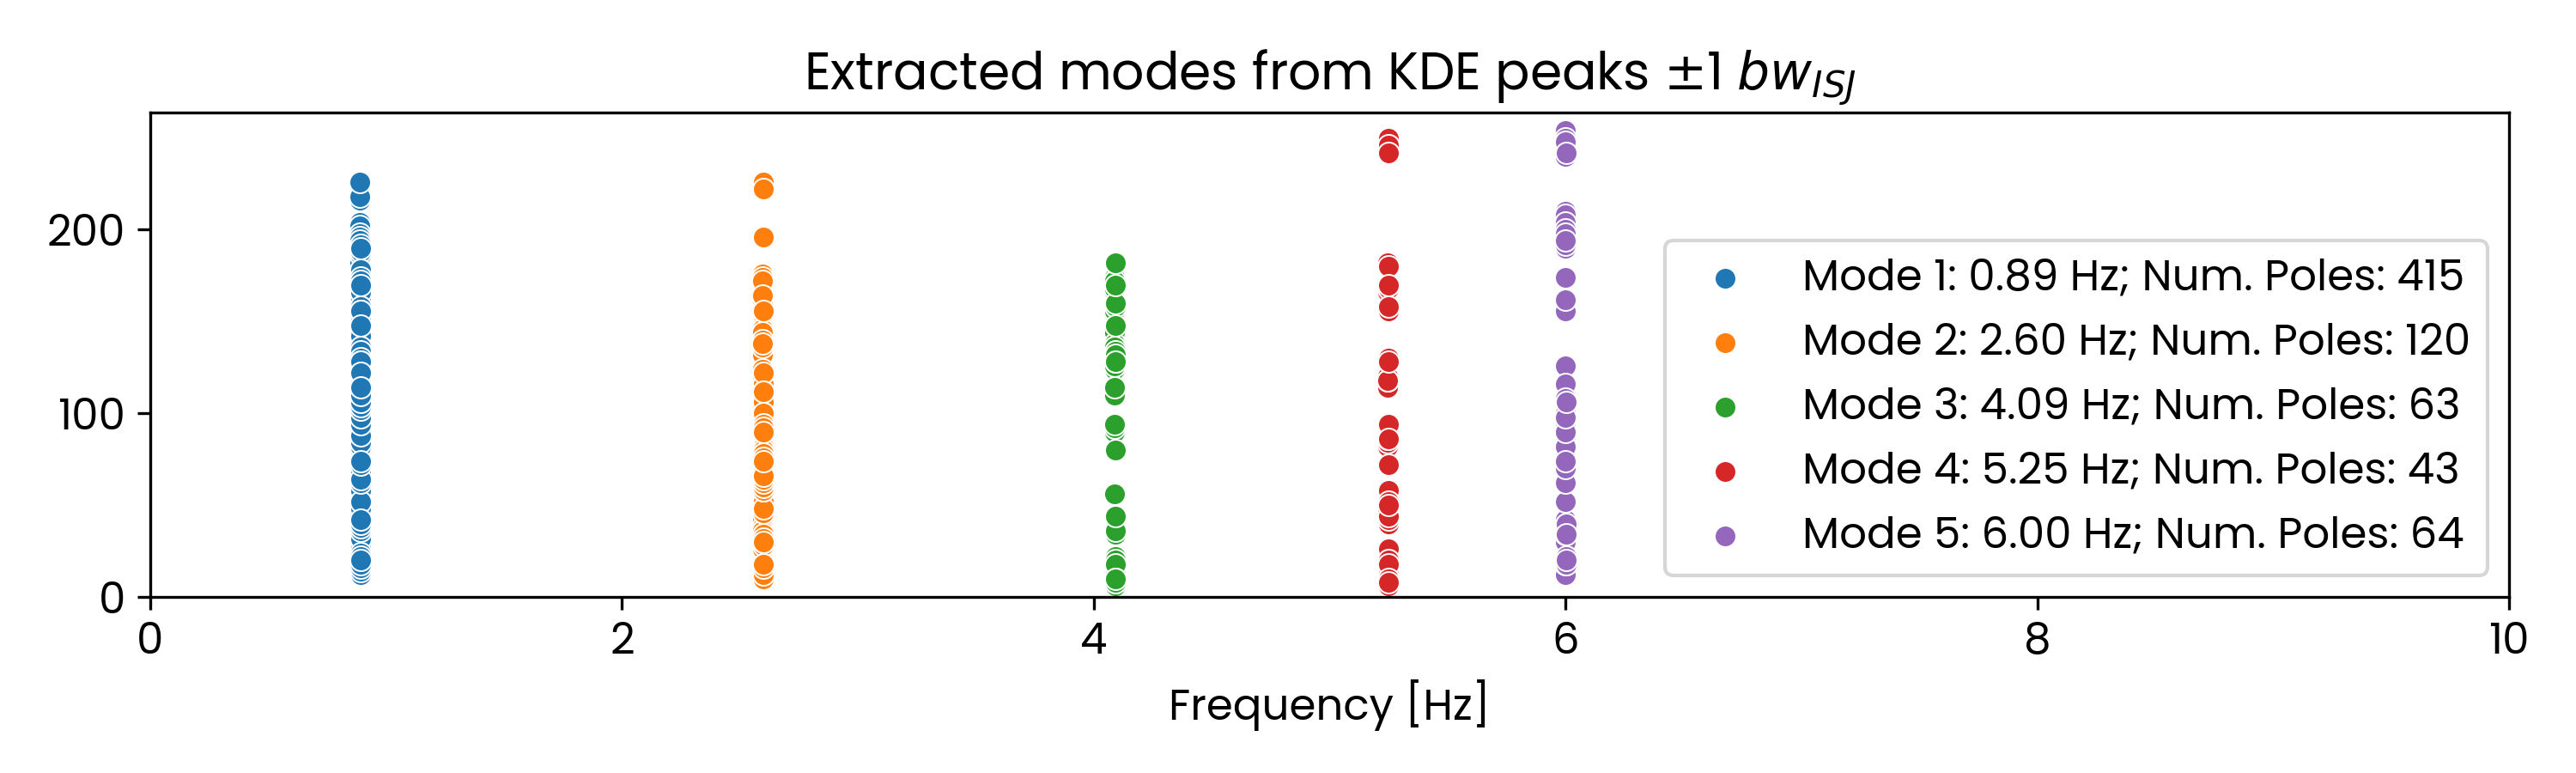 Extracted modes from KDE peaks ±1 bw_ISJ
200
100
0
Mode 1: 0.89 Hz; Num. Poles: 415
Mode 2: 2.60 Hz; Num. Poles: 120
Mode 3: 4.09 Hz; Num. Poles: 63
Mode 4: 5.25 Hz; Num. Poles: 43
Mode 5: 6.00 Hz; Num. Poles: 64
0 2 4 6 8 10
Frequency [Hz]